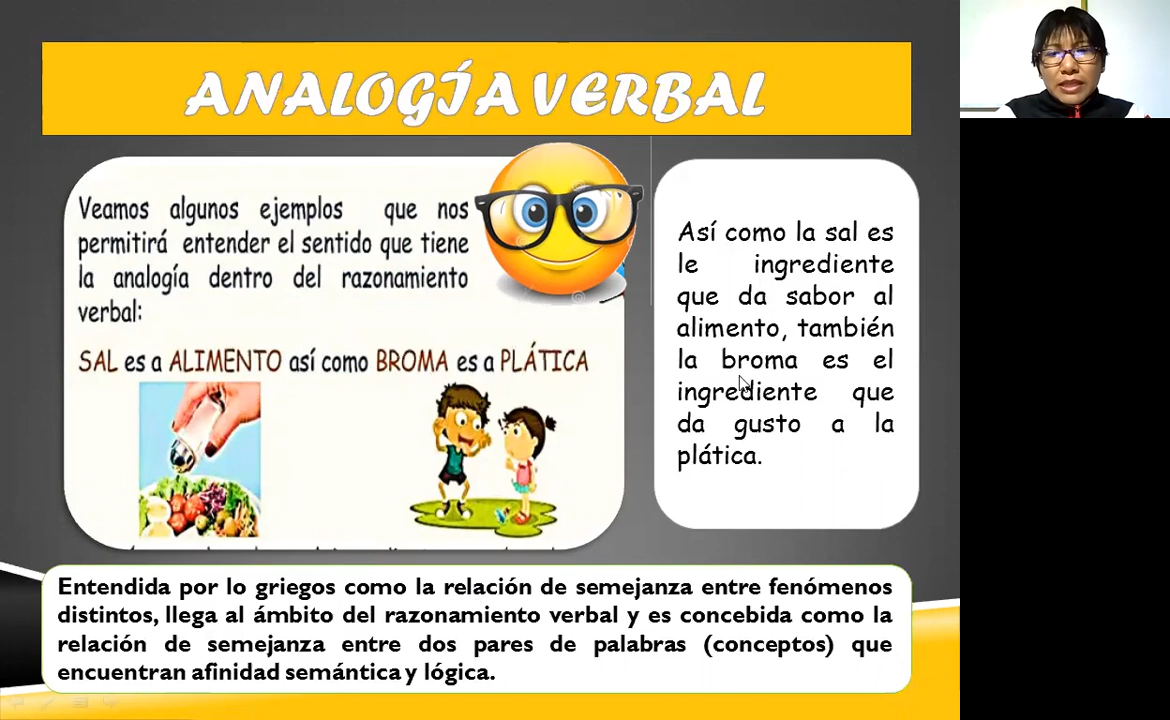 ANALOGÍA VERBAL
Veamos algunos ejemplos que nos
permitirá entender el sentido que tiene
la analogía dentro del razonamiento
verbal:
SAL es a ALIMENTO así como BROMA es a PLÁTICA
Así como la sal es
le ingrediente
que da sabor al
alimento, también
la broma es el
ingrediente que
da gusto a la
plática.
Entendida por lo griegos como la relación de semejanza entre fenómenos
distintos, llega al ámbito del razonamiento verbal y es concebida como la
relación de semejanza entre dos pares de palabras (conceptos) que
encuentran afinidad semántica y lógica.